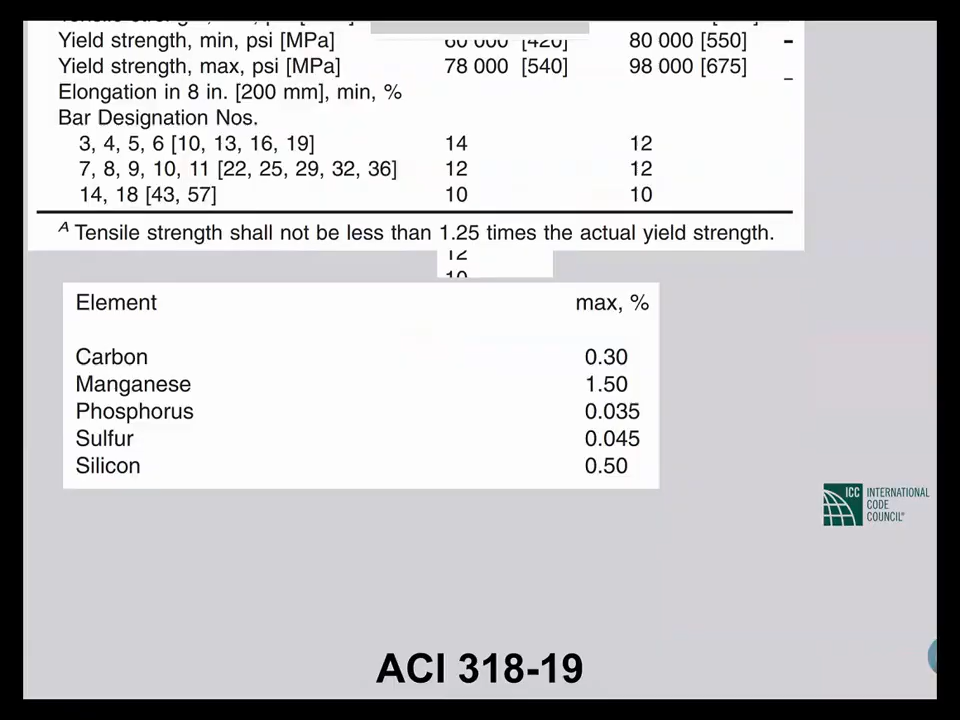 Yield strength, min, psi [MPa] 60 000 [420] 80 000 [550]
Yield strength, max, psi [MPa] 78 000 [540] 98 000 [675]
Elongation in 8 in. [200 mm], min, %
Bar Designation Nos.
3, 4, 5, 6 [10, 13, 16, 19] 14 12
7, 8, 9, 10, 11 [22, 25, 29, 32, 36] 12 12
14, 18 [43, 57] 10 10
A Tensile strength shall not be less than 1.25 times the actual yield strength.
12
10
Element max, %
Carbon 0.30
Manganese 1.50
Phosphorus 0.035
Sulfur 0.045
Silicon 0.50
ICC INTERNATIONAL
CODE
COUNCIL®
ACI 318-19